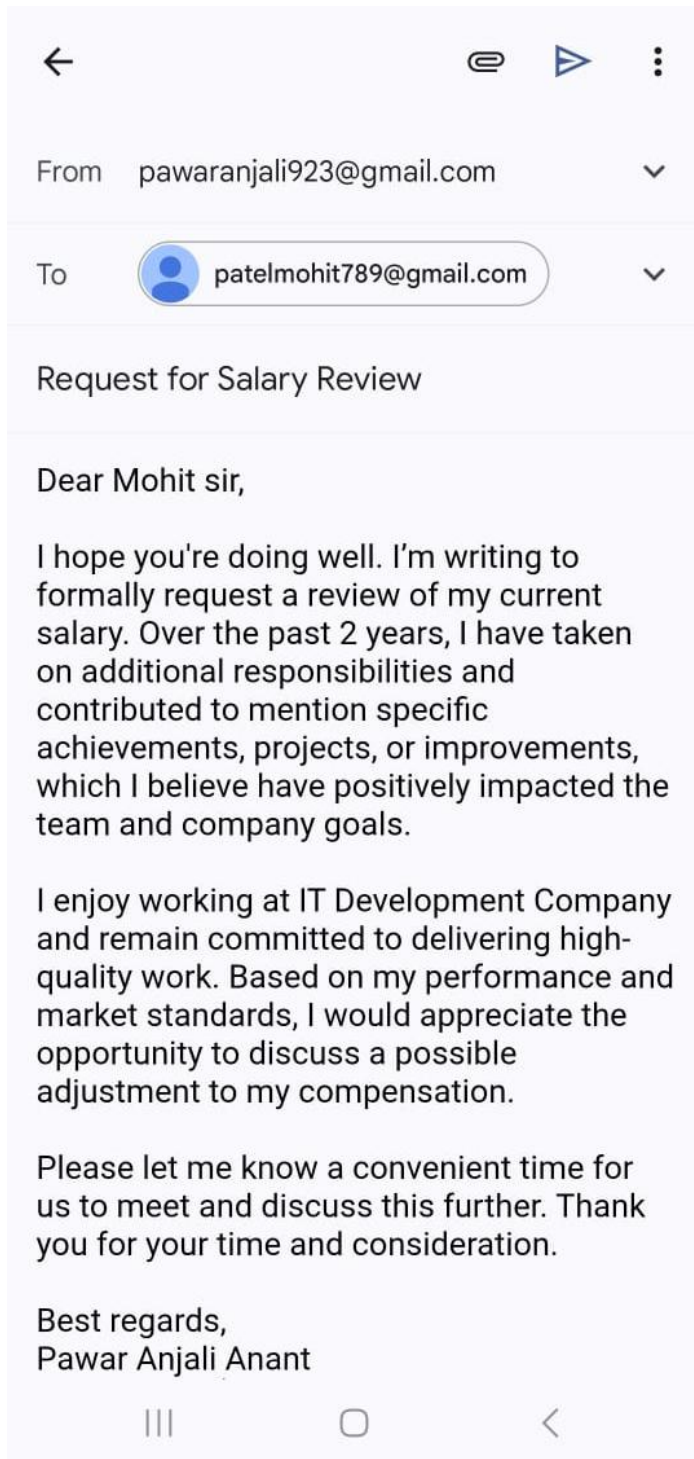 From pawaranjali923@gmail.com
To patelmohit789@gmail.com
Request for Salary Review
Dear Mohit sir,
I hope you're doing well. I’m writing to
formally request a review of my current
salary. Over the past 2 years, I have taken
on additional responsibilities and
contributed to mention specific
achievements, projects, or improvements,
which I believe have positively impacted the
team and company goals.
I enjoy working at IT Development Company
and remain committed to delivering high-
quality work. Based on my performance and
market standards, I would appreciate the
opportunity to discuss a possible
adjustment to my compensation.
Please let me know a convenient time for
us to meet and discuss this further. Thank
you for your time and consideration.
Best regards,
Pawar Anjali Anant